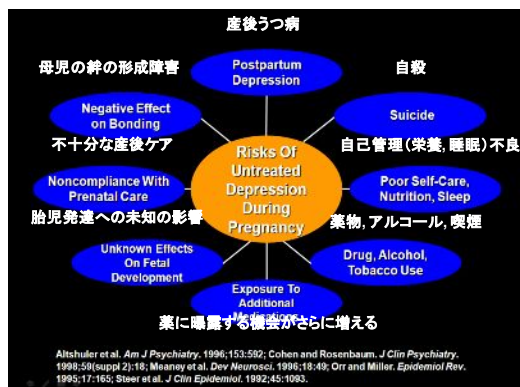 産後うつ病
Postpartum
Depression
母児の絆の形成障害
自殺
Negative Effect
on Bonding
Suicide
不十分な産後ケア
自己管理(栄養,睡眠)不良
Risks Of
Untreated
Depression
During
Pregnancy
Noncompliance With
Prenatal Care
Poor Self-Care,
Nutrition, Sleep
胎児発達への未知の影響
薬物,アルコール,喫煙
Unknown Effects
On Fetal
Development
Drug, Alcohol,
Tobacco Use
Exposure To
Additional
Medications
薬に曝露する機会がさらに増える
Altshuler et al. Am J Psychiatry. 1996;153:592; Cohen and Rosenbaum. J Clin Psychiatry.
1998;59(suppl 2):18; Meaney et al. Dev Neurosci. 1996;18:49; Orr and Miller. Epidemiol Rev.
1995;17:165; Steer et al. J Clin Epidemiol. 1992;45:1093.